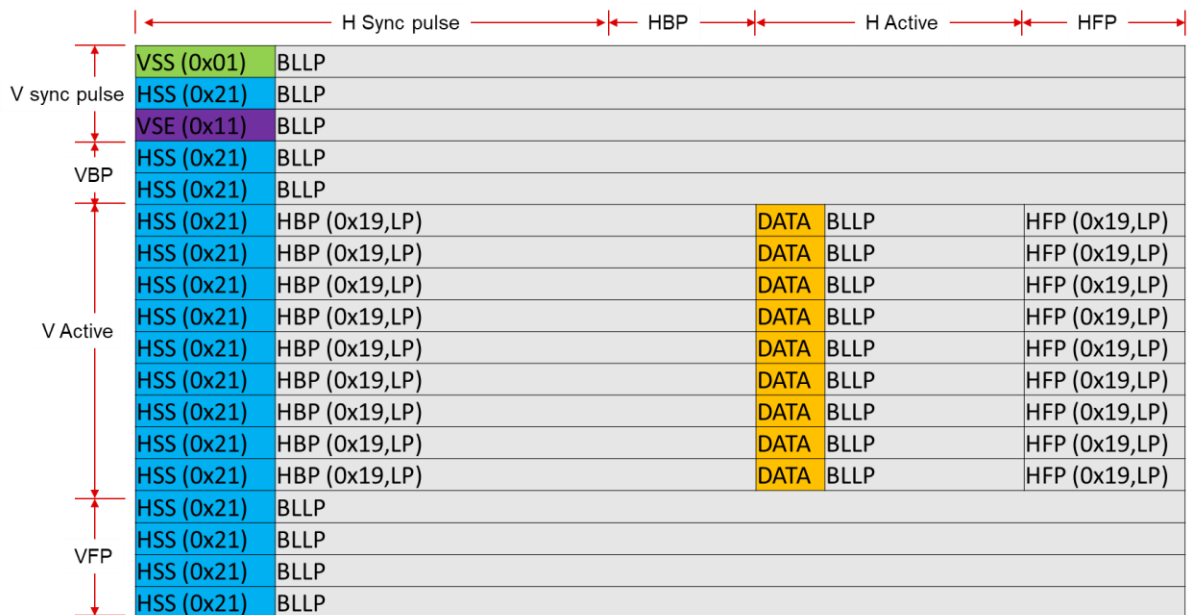 H Sync pulse HBP H Active HFP
VSS (0x01) BLLP
V sync pulse HSS (0x21) BLLP
VSE (0x11) BLLP
HSS (0x21) BLLP
VBP
HSS (0x21) BLLP
HSS (0x21) HBP (0x19,LP) DATA BLLP HFP (0x19,LP)
HSS (0x21) HBP (0x19,LP) DATA BLLP HFP (0x19,LP)
HSS (0x21) HBP (0x19,LP) DATA BLLP HFP (0x19,LP)
HSS (0x21) HBP (0x19,LP) DATA BLLP HFP (0x19,LP)
V Active HSS (0x21) HBP (0x19,LP) DATA BLLP HFP (0x19,LP)
HSS (0x21) HBP (0x19,LP) DATA BLLP HFP (0x19,LP)
HSS (0x21) HBP (0x19,LP) DATA BLLP HFP (0x19,LP)
HSS (0x21) HBP (0x19,LP) DATA BLLP HFP (0x19,LP)
HSS (0x21) HBP (0x19,LP) DATA BLLP HFP (0x19,LP)
HSS (0x21) BLLP
HSS (0x21) BLLP
VFP
HSS (0x21) BLLP
HSS (0x21) BLLP